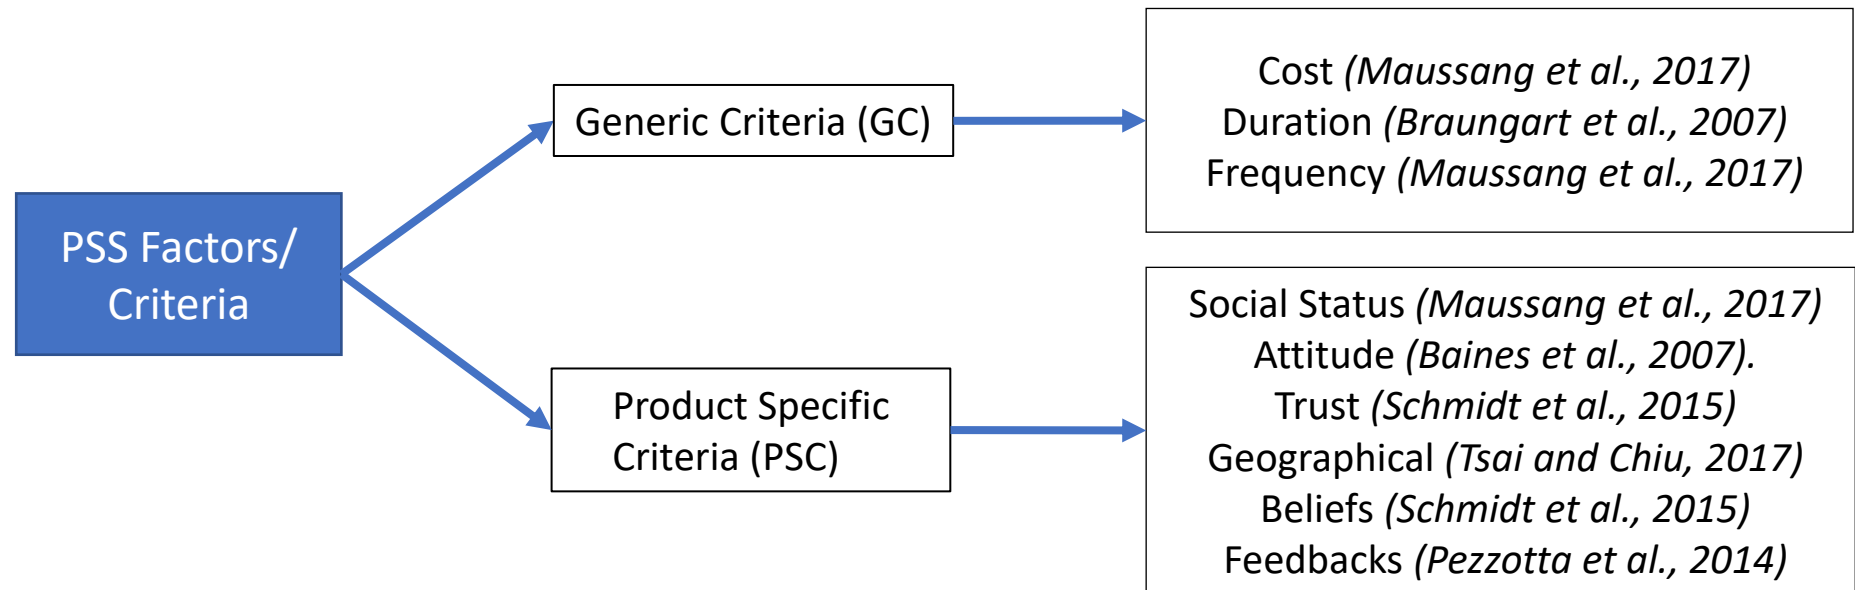 PSS Factors/
Criteria
Generic Criteria (GC)
Cost (Maussang et al., 2017)
Duration (Braungart et al., 2007)
Frequency (Maussang et al., 2017)
Product Specific
Criteria (PSC)
Social Status (Maussang et al., 2017)
Attitude (Baines et al., 2007).
Trust (Schmidt et al., 2015)
Geographical (Tsai and Chiu, 2017)
Beliefs (Schmidt et al., 2015)
Feedbacks (Pezzotta et al., 2014)